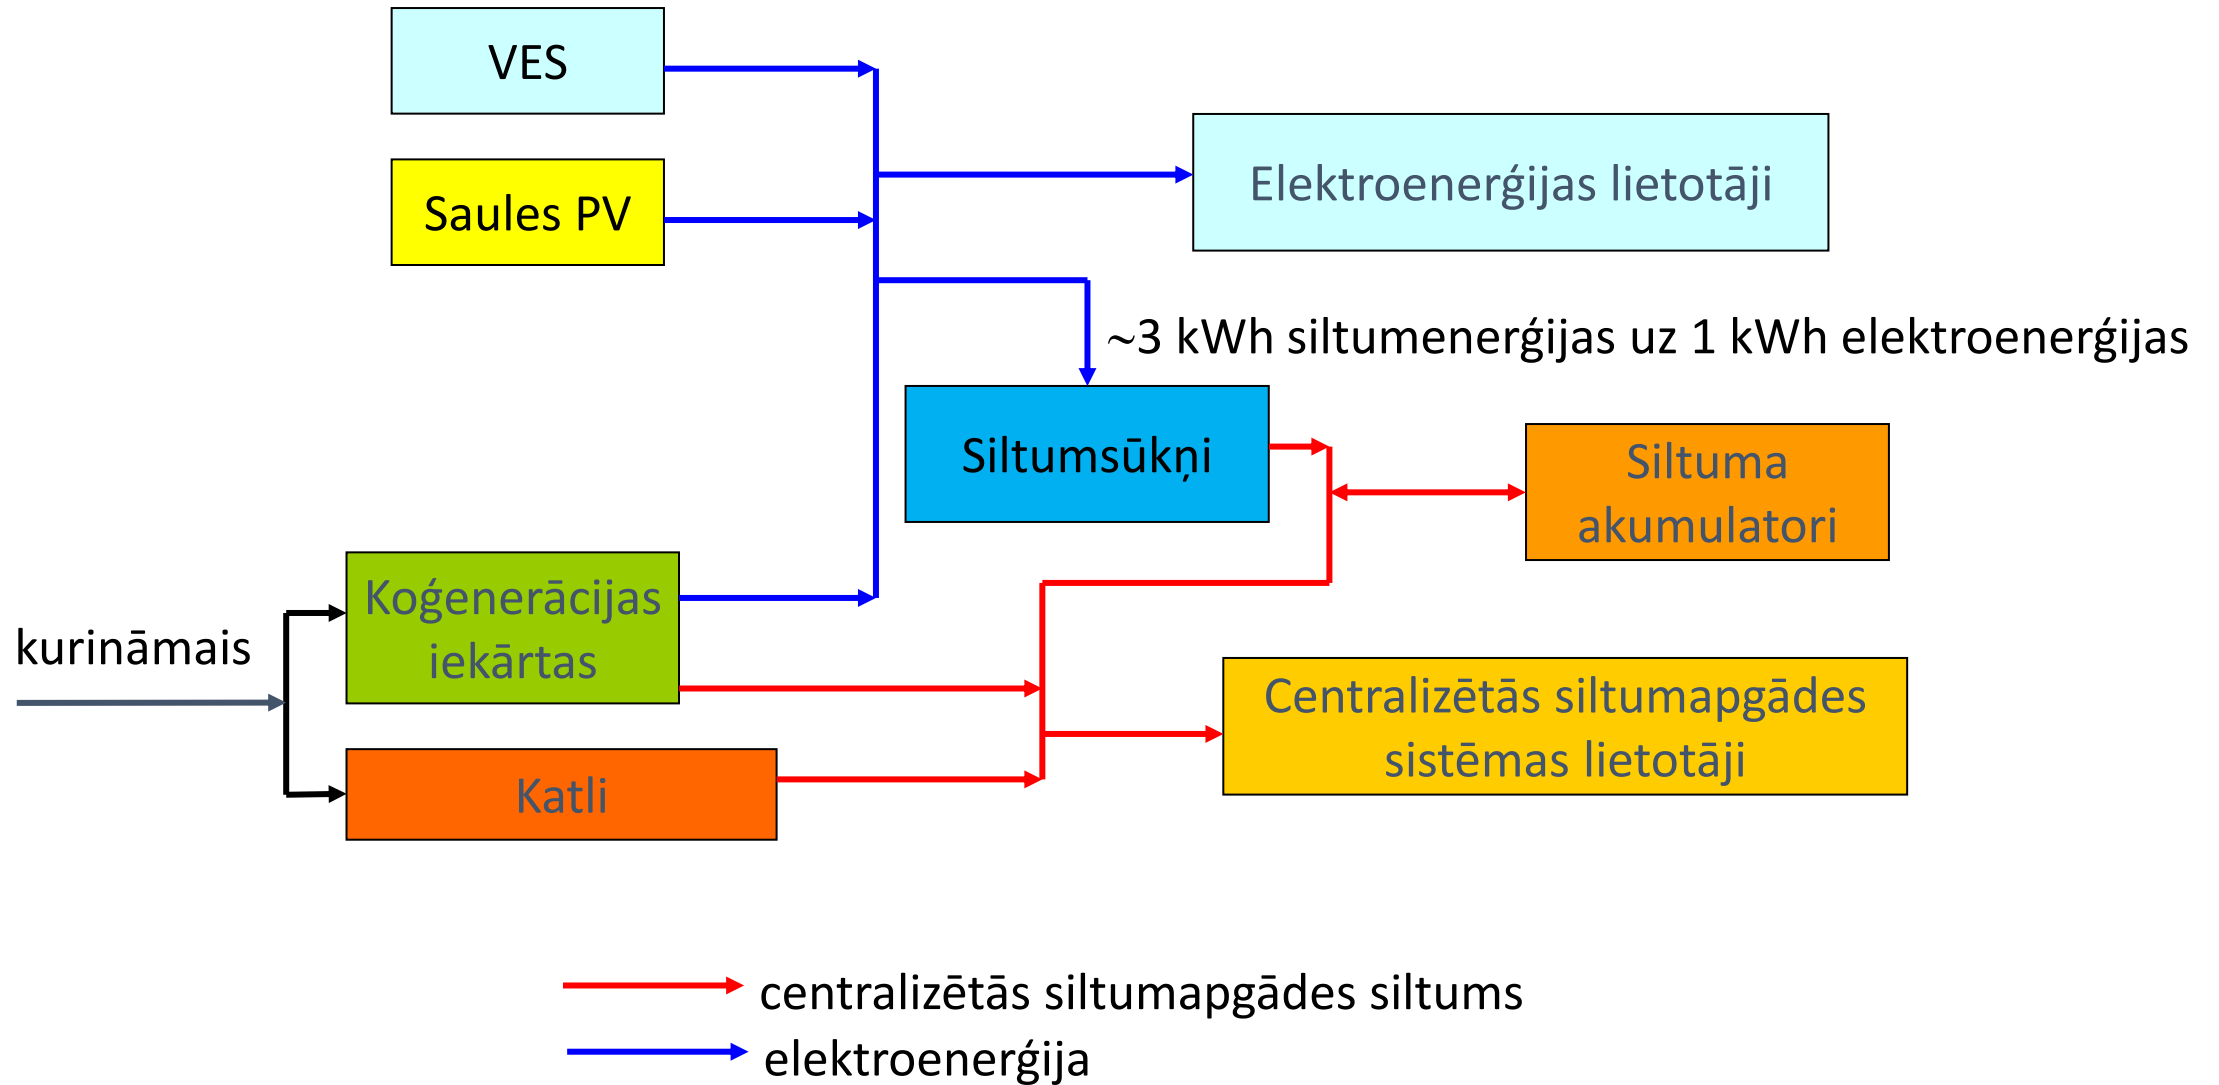 VES
Saules PV
Elektroenerģijas lietotāji
~3 kWh siltumenerģijas uz 1 kWh elektroenerģijas
Siltumsūkņi
Siltuma
akumulatori
Koģenerācijas
iekārtas
kurināmais
Centralizētās siltumapgādes
sistēmas lietotāji
Katli
centralizētās siltumapgādes siltums
elektroenerģija